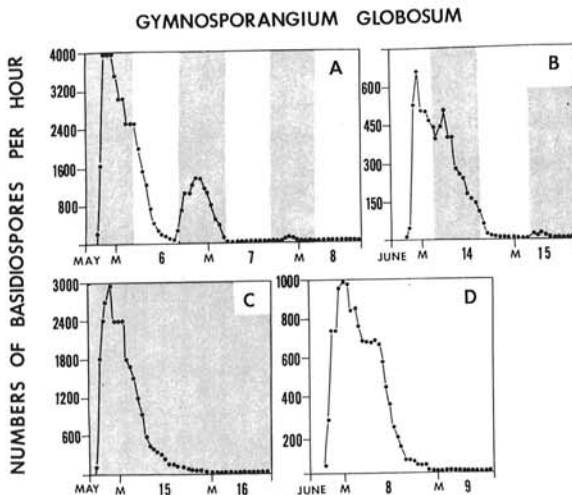 GYMNOSPORANGIUM GLOBOSUM
NUMBERS OF BASIDIOSPORES PER HOUR
A
4000
3200
2400
1600
800
MAY M 6 M 7 M 8
B
600
450
300
150
JUNE M 14 M 15
C
3000
2400
1800
1200
600
MAY M 15 M 16
D
1000
800
600
400
200
JUNE M 8 M 9